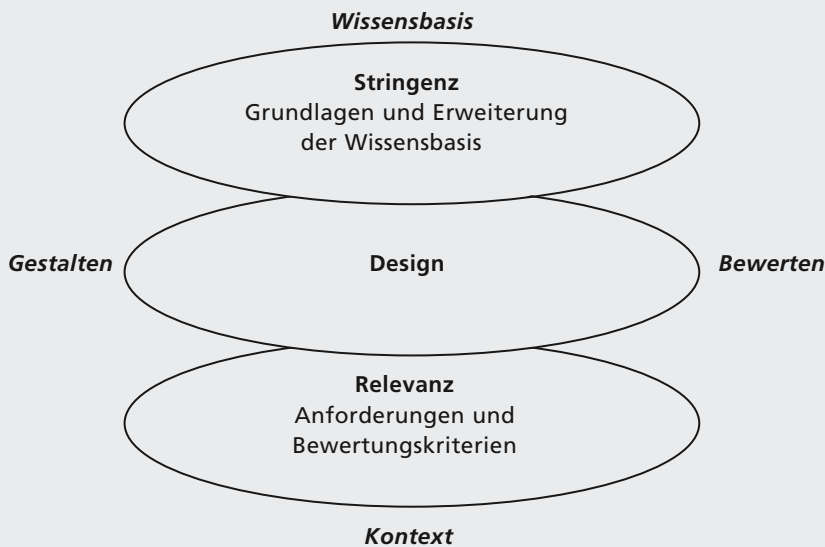 Wissensbasis
Stringenz
Grundlagen und Erweiterung
der Wissensbasis
Gestalten
Design
Bewerten
Relevanz
Anforderungen und
Bewertungskriterien
Kontext